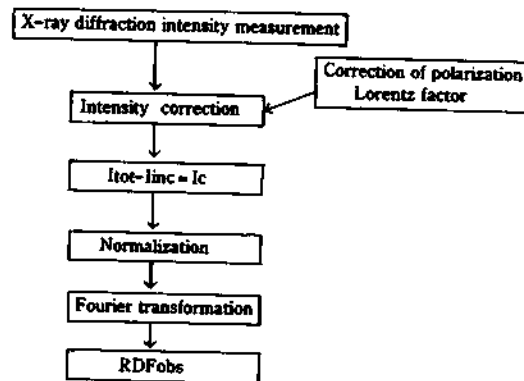 X-ray diffraction intensity measurement
Correction of polarization
Lorentz factor
Intensity correction
Itot-Iinc = Ic
Normalization
Fourier transformation
RDFobs